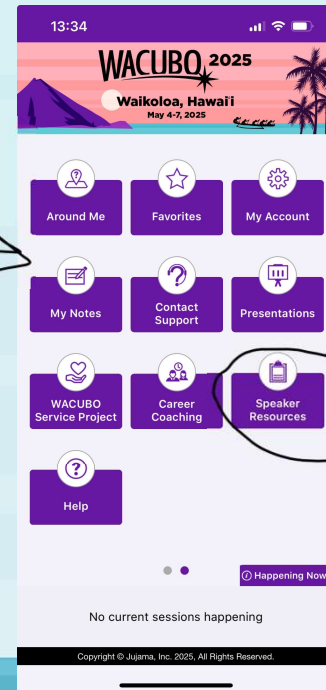 13:34
WACUBO 2025
Waikoloa, Hawai'i
May 4-7, 2025
Around Me
Favorites
My Account
My Notes
Contact
Support
Presentations
WACUBO
Service Project
Career
Coaching
Speaker
Resources
Help
Happening Now
No current sessions happening
Copyright © Jujama, Inc. 2025, All Rights Reserved.